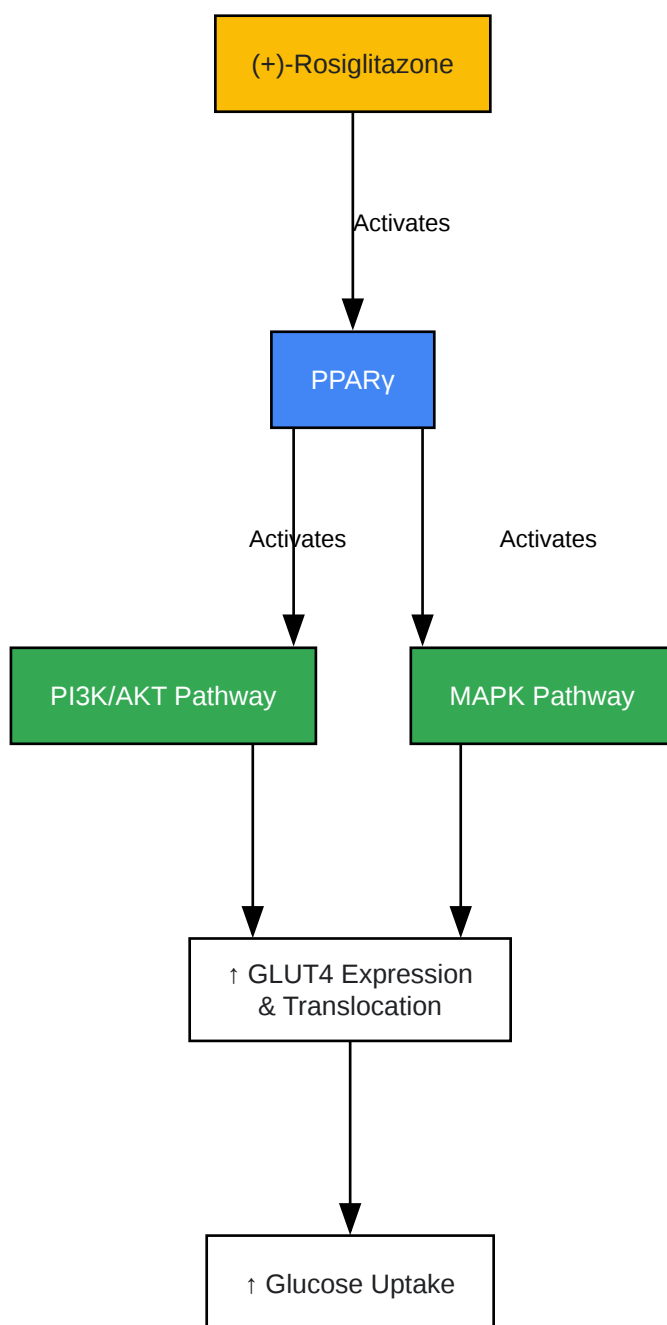 (+)-Rosiglitazone
Activates
PPARγ
Activates
Activates
PI3K/AKT Pathway
MAPK Pathway
↑ GLUT4 Expression
& Translocation
↑ Glucose Uptake